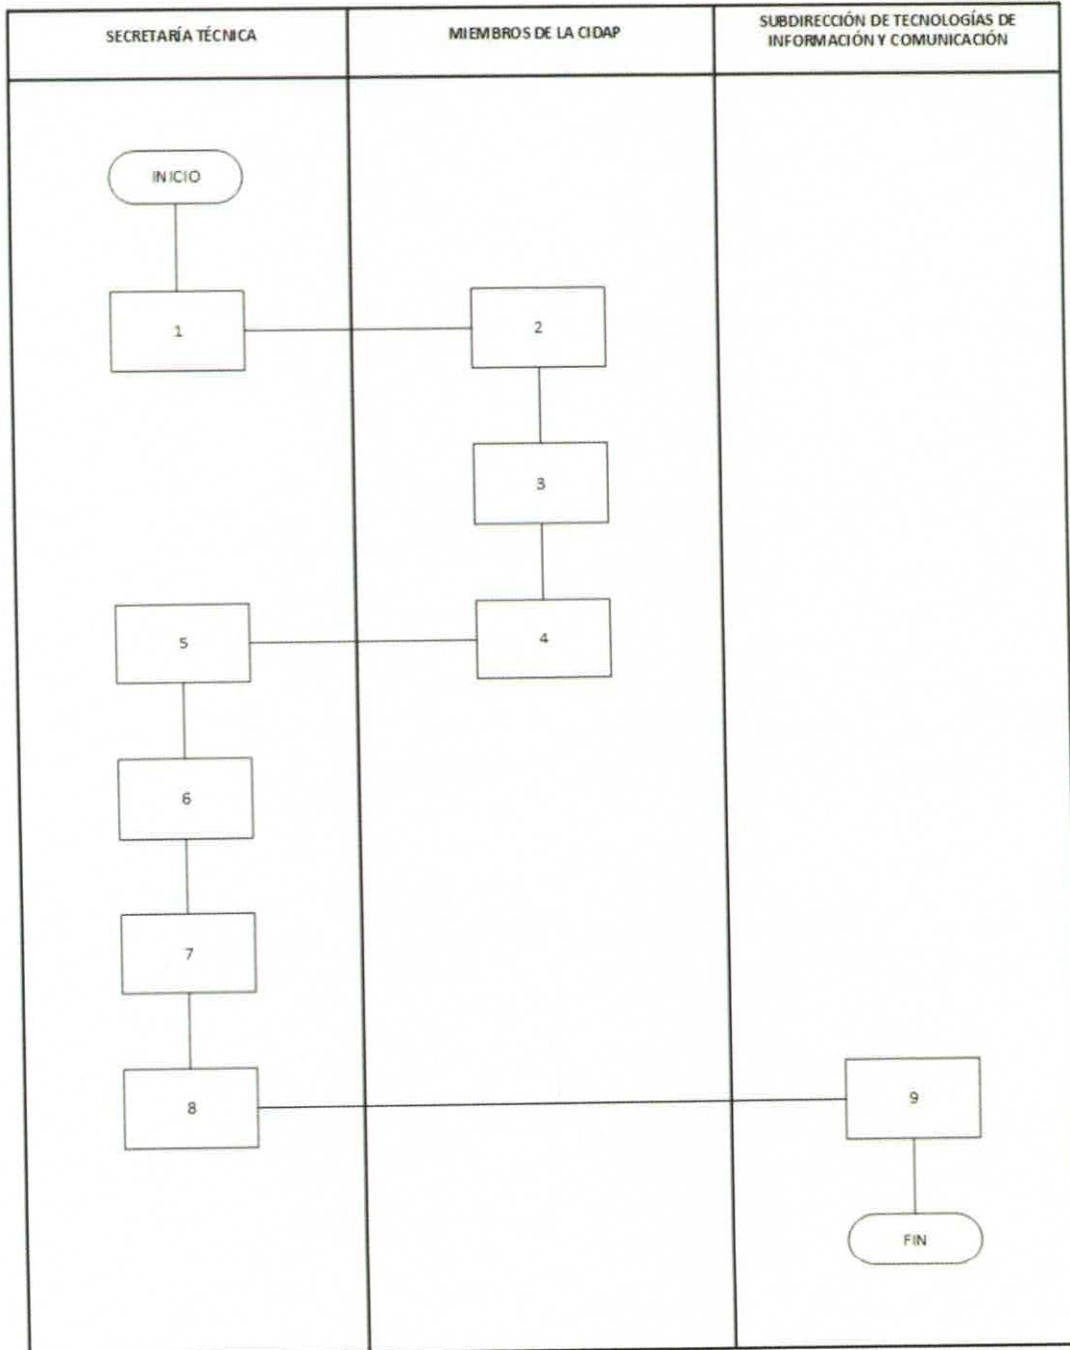 SECRETARÍA TÉCNICA
MIEMBROS DE LA CIDAP
SUBDIRECCIÓN DE TECNOLOGÍAS DE
INFORMACIÓN Y COMUNICACIÓN
INICIO
1
2
3
4
5
6
7
8
9
FIN